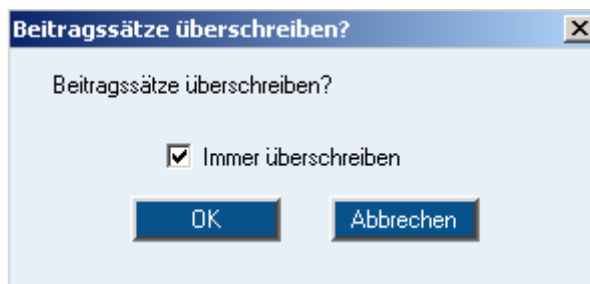 Beitragssätze überschreiben?
Beitragssätze überschreiben?
Immer überschreiben
OK
Abbrechen